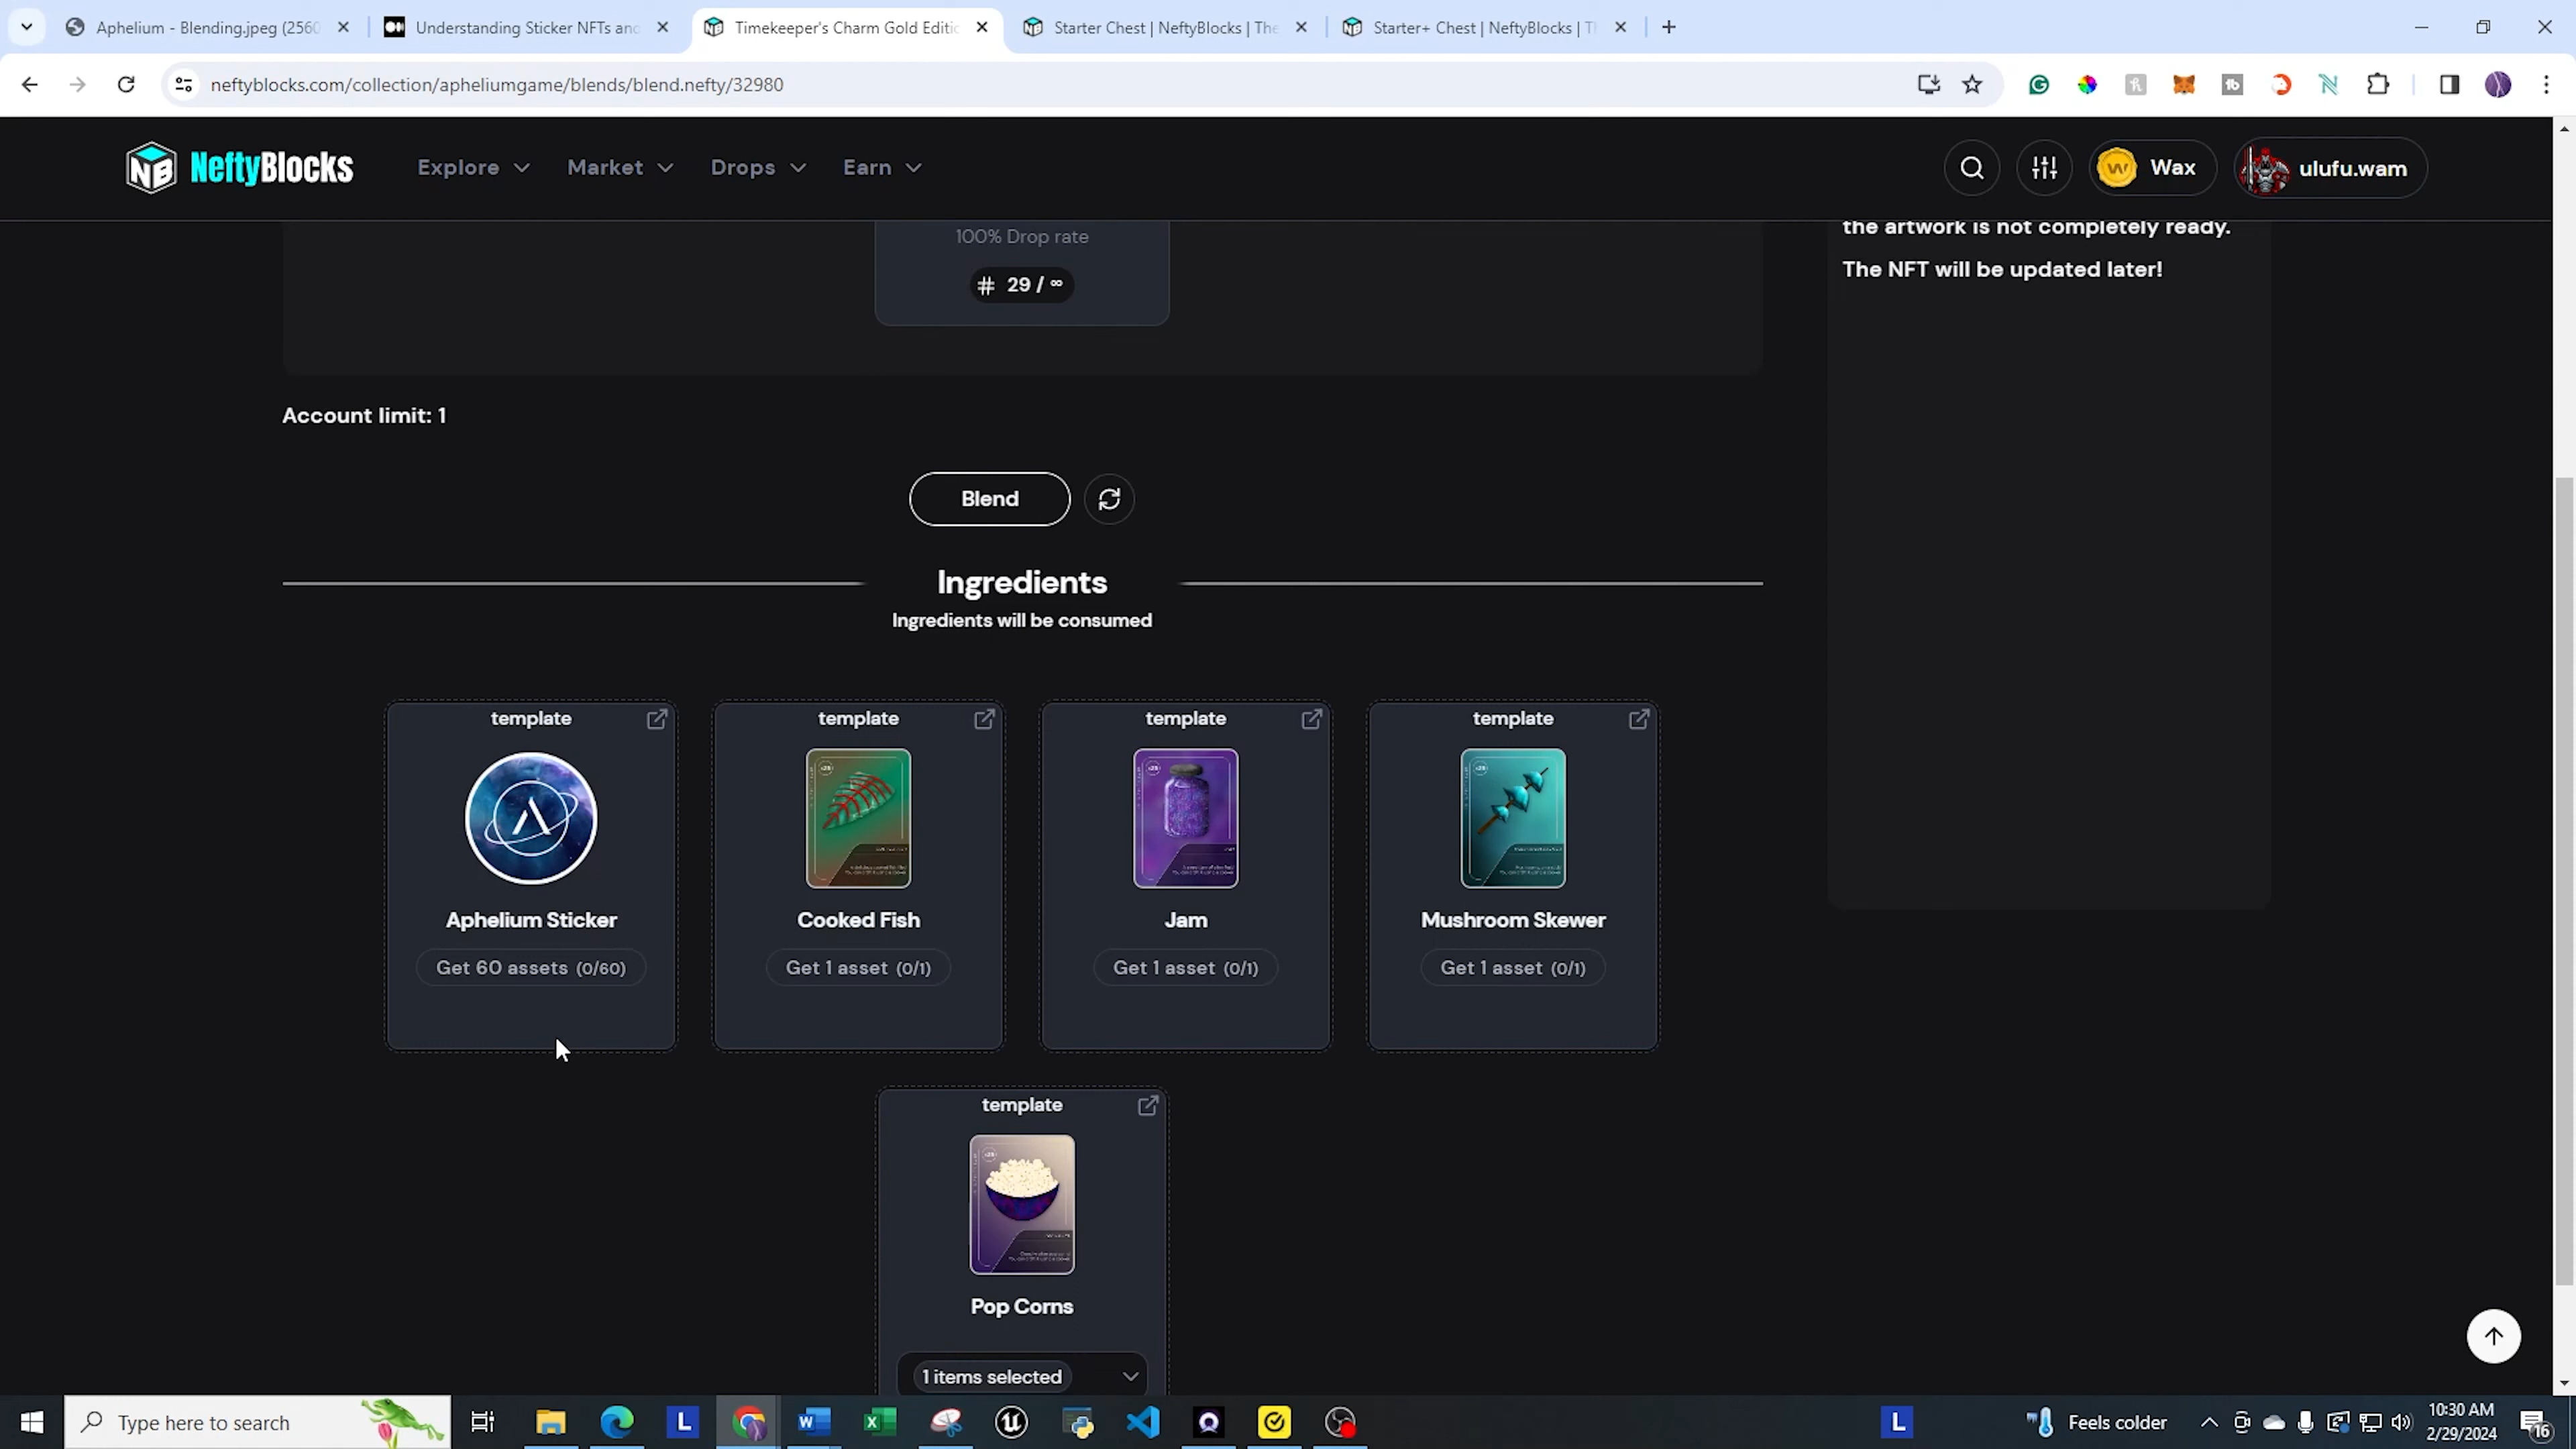 Aphelium - Blending.jpeg (2560
Understanding Sticker NFTs and
Timekeeper's Charm Gold Editio
Starter Chest | NeftyBlocks | The
Starter+ Chest | NeftyBlocks | Th
neftyblocks.com/collection/apheliumgame/blends/blend.nefty/32980
NB NeftyBlocks
Explore
Market
Drops
Earn
Wax
ulufu.wam
100% Drop rate
# 29 / ∞
the artwork is not completely ready.
The NFT will be updated later!
Account limit: 1
Blend
Ingredients
Ingredients will be consumed
template
template
template
template
Aphelium Sticker
Cooked Fish
Jam
Mushroom Skewer
Get 60 assets (0/60)
Get 1 asset (0/1)
Get 1 asset (0/1)
Get 1 asset (0/1)
template
Pop Corns
1 items selected
Type here to search
Feels colder
10:30 AM
2/29/2024
16